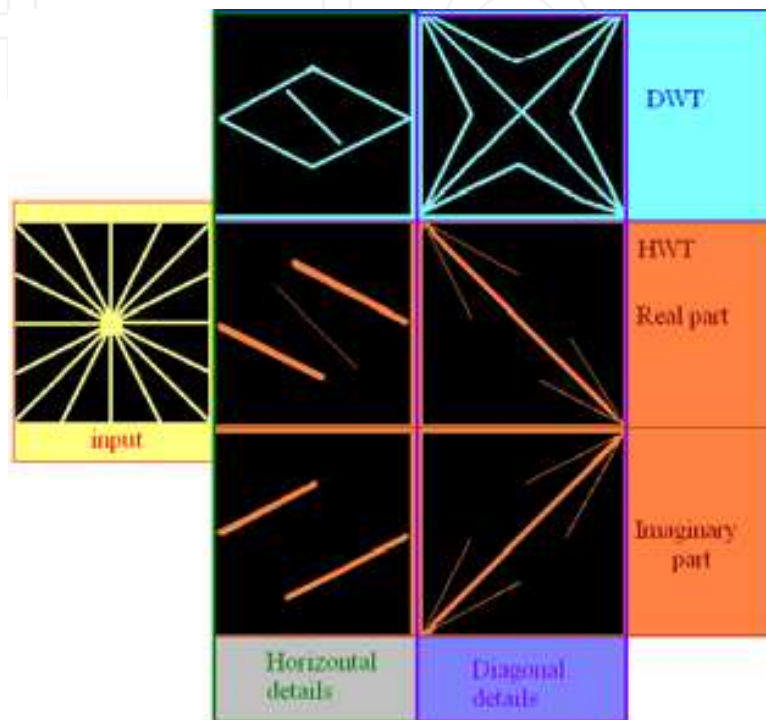 DWT
HWT
Real part
input
Imaginary
part
Horizontal
details
Diagonal
details